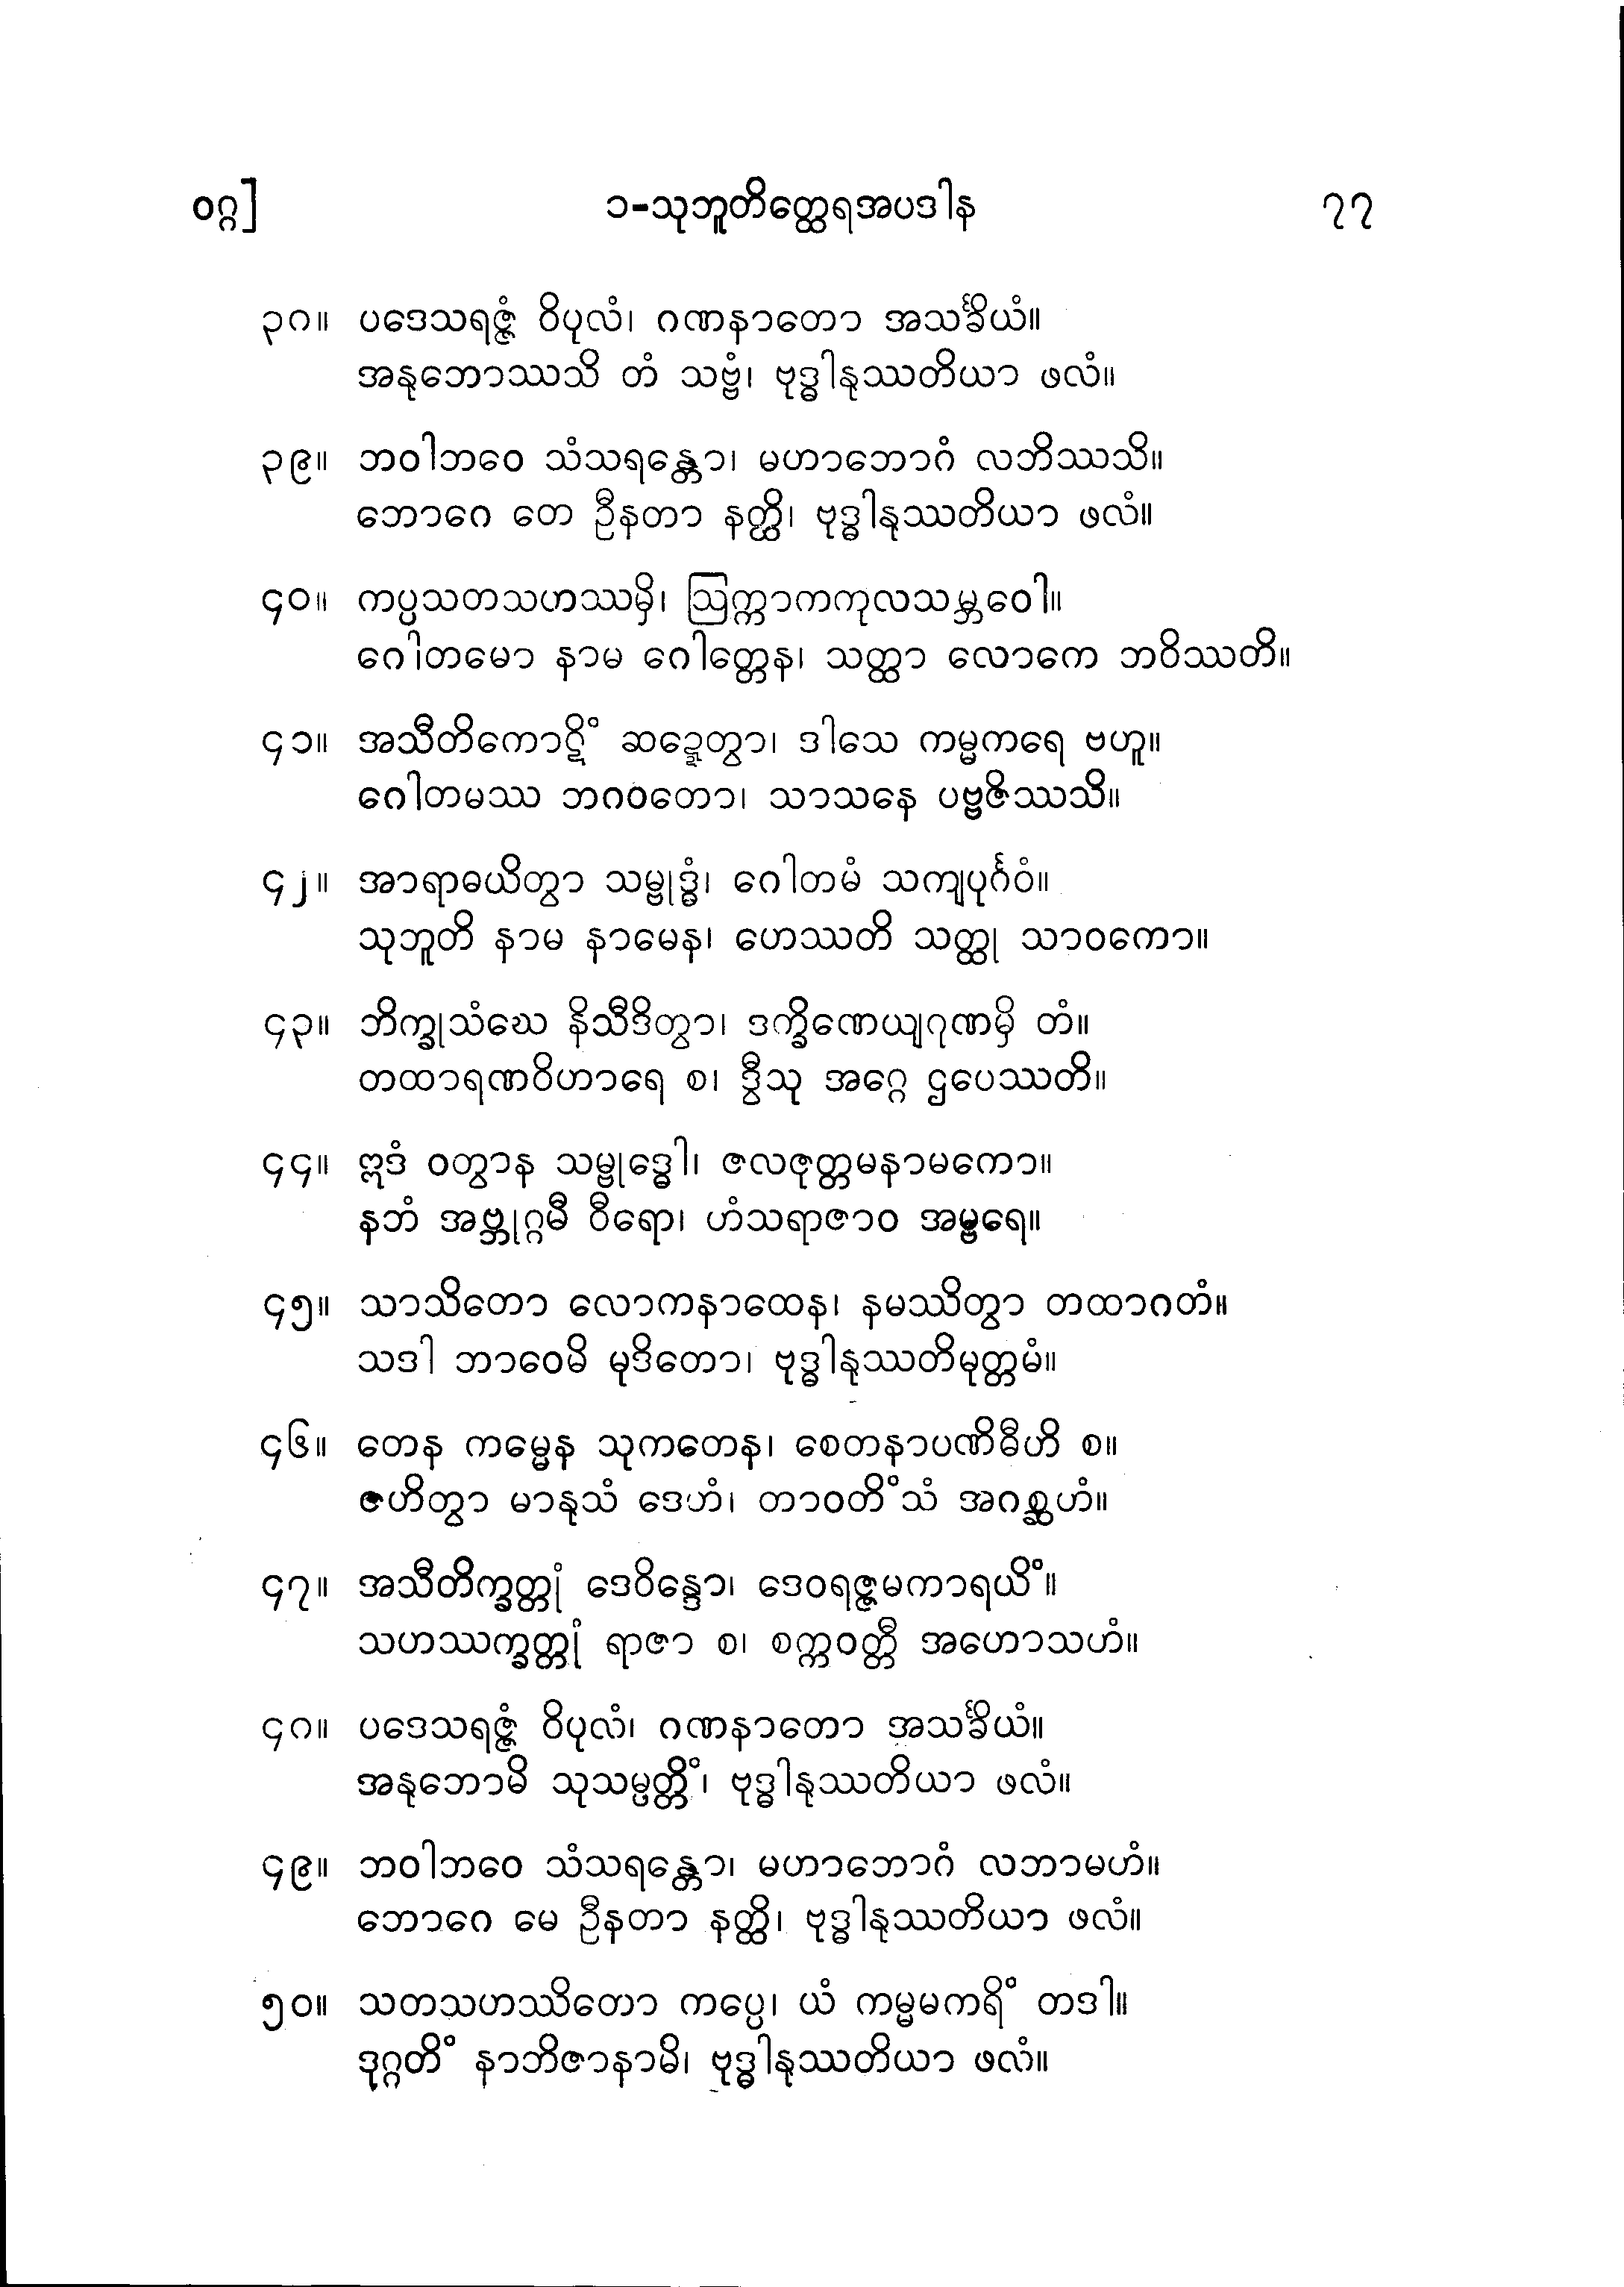 ဝဂ္ဂ] ၁-သုဘူတိတ္ထေရအပဒါန ၇၇
၃၈။ ပဒေသရဇ္ဇံ ဝိပုလံ၊ ဂဏနာတော အသင်္ခိယံ။
အနုဘောဿသိ တံ သဗ္ဗံ၊ ဗုဒ္ဓါနုဿတိယာ ဖလံ။
၃၉။ ဘဝါဘဝေ သံသရန္တော၊ မဟာဘောဂံ လဘိဿသိ။
ဘောဂေ တေ ဦနတာ နတ္ထိ၊ ဗုဒ္ဓါနုဿတိယာ ဖလံ။
၄၀။ ကပ္ပသတသဟဿမှိ၊ ဩက္ကာကကုလသမ္ဘဝေါ။
ဂေါတမော နာမ ဂေါတ္တေန၊ သတ္ထာ လောကေ ဘဝိဿတိ။
၄၁။ အသီတိကောဋိံ ဆဍ္ဍေတွာ၊ ဒါသေ ကမ္မကရေ ဗဟူ။
ဂေါတမဿ ဘဂဝတော၊ သာသနေ ပဗ္ဗဇိဿသိ။
၄၂။ အာရာဓယိတွာ သမ္ဗုဒ္ဓံ၊ ဂေါတမံ သကျပုင်္ဂဝံ။
သုဘူတိ နာမ နာမေန၊ ဟေဿတိ သတ္ထု သာဝကော။
၄၃။ ဘိက္ခုသံဃေ နိသီဒိတွာ၊ ဒက္ခိဏေယျဂုဏမှိ တံ။
တထာရဏဝိဟာရေ စ၊ ဒွီသု အဂ္ဂေ ဌပေဿတိ။
၄၄။ ဣဒံ ဝတွာန သမ္ဗုဒ္ဓေါ၊ ဇလဇုတ္တမနာမကော။
နဘံ အဗ္ဘုဂ္ဂမီ ဝီရော၊ ဟံသရာဇာဝ အမ္ဗရေ။
၄၅။ သာသိတော လောကနာထေန၊ နမဿိတွာ တထာဂတံ။
သဒါ ဘာဝေမိ မုဒိတော၊ ဗုဒ္ဓါနုဿတိမုတ္တမံ။
၄၆။ တေန ကမ္မေန သုကတေန၊ စေတနာပဏိဓီဟိ စ။
ဇဟိတွာ မာနုသံ ဒေဟံ၊ တာဝတိံသံ အဂစ္ဆဟံ။
၄၇။ အသီတိက္ခတ္တုံ ဒေဝိန္ဒော၊ ဒေဝရဇ္ဇမကာရယိံ။
သဟဿက္ခတ္တုံ ရာဇာ စ၊ စက္ကဝတ္တီ အဟောသဟံ။
၄၈။ ပဒေသရဇ္ဇံ ဝိပုလံ၊ ဂဏနာတော အသင်္ခိယံ။
အနုဘောမိ သုသမ္ပတ္တိံ၊ ဗုဒ္ဓါနုဿတိယာ ဖလံ။
၄၉။ ဘဝါဘဝေ သံသရန္တော၊ မဟာဘောဂံ လဘာမဟံ။
ဘောဂေ မေ ဦနတာ နတ္ထိ၊ ဗုဒ္ဓါနုဿတိယာ ဖလံ။
၅၀။ သတသဟဿိတော ကပ္ပေ၊ ယံ ကမ္မမကရိံ တဒါ။
ဒုဂ္ဂတိံ နာဘိဇာနာမိ၊ ဗုဒ္ဓါနုဿတိယာ ဖလံ။